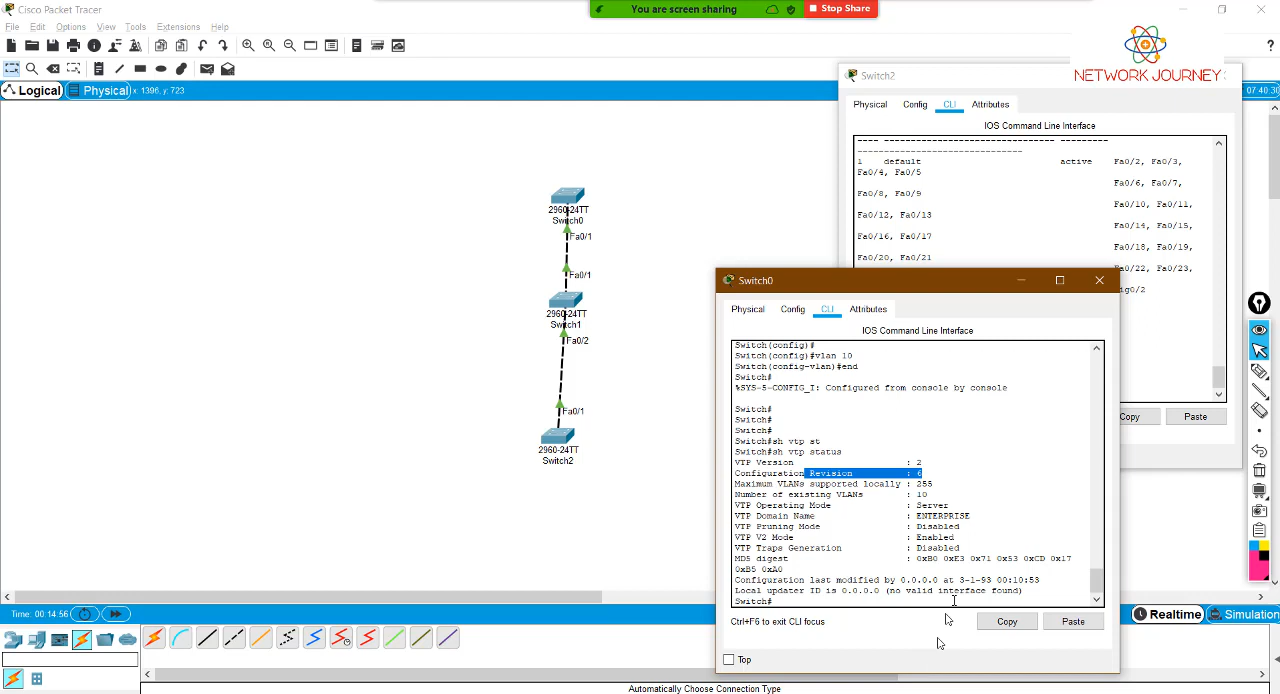 Cisco Packet Tracer
You are screen sharing
Stop Share
File Edit Options View Tools Extensions Help
?
NETWORK JOURNEY
Logical Physical x: 1396, y: 723
07:40:30
Switch2
Physical Config CLI Attributes
IOS Command Line Interface
---- -------------------------------- ---------
-------------------------------
1 default active Fa0/2, Fa0/3,
Fa0/4, Fa0/5
Fa0/6, Fa0/7,
Fa0/8, Fa0/9
Fa0/10, Fa0/11,
Fa0/12, Fa0/13
Fa0/14, Fa0/15,
Fa0/16, Fa0/17
Fa0/18, Fa0/19,
Fa0/20, Fa0/21
Fa0/22, Fa0/23,
ig0/2
Copy Paste
2960-24TT
Switch0
Fa0/1
Fa0/1
2960-24TT
Switch1
Fa0/2
Fa0/1
2960-24TT
Switch2
Switch0
Physical Config CLI Attributes
IOS Command Line Interface
Switch(config)#
Switch(config)#vlan 10
Switch(config-vlan)#end
Switch#
%SYS-5-CONFIG_I: Configured from console by console
Switch#
Switch#
Switch#
Switch#sh vtp st
Switch#sh vtp status
VTP Version : 2
Configuration Revision : 6
Maximum VLANs supported locally : 255
Number of existing VLANs : 10
VTP Operating Mode : Server
VTP Domain Name : ENTERPRISE
VTP Pruning Mode : Disabled
VTP V2 Mode : Enabled
VTP Traps Generation : Disabled
MD5 digest : 0xB0 0xE3 0x71 0x53 0xCD 0x17
0xB5 0xA0
Configuration last modified by 0.0.0.0 at 3-1-93 00:10:53
Local updater ID is 0.0.0.0 (no valid interface found)
Switch#
Ctrl+F6 to exit CLI focus
Copy Paste
Top
Time: 00:14:56
Realtime Simulation
Automatically Choose Connection Type